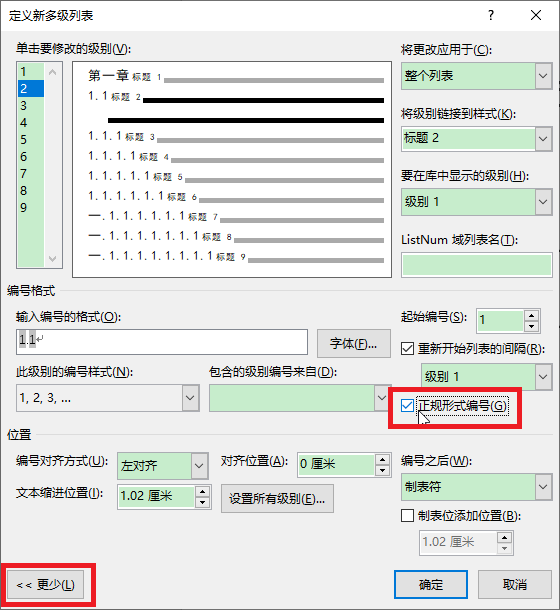 定义新多级列表
单击要修改的级别(V):
1
2
3
4
5
6
7
8
9
第一章 标题 1
1.1 标题 2
1.1.1 标题 3
1.1.1.1 标题 4
1.1.1.1.1 标题 5
1.1.1.1.1.1 标题 6
一.1.1.1.1.1.1 标题 7
一.1.1.1.1.1.1.1 标题 8
一.1.1.1.1.1.1.1.1 标题 9
将更改应用于(C):
整个列表
将级别链接到样式(K):
标题 2
要在库中显示的级别(H):
级别 1
ListNum 域列表名(T):
编号格式
输入编号的格式(O):
1.1
字体(F)...
起始编号(S):
1
重新开始列表的间隔(R):
级别 1
此级别的编号样式(N):
1, 2, 3, ...
包含的级别编号来自(D):
正规形式编号(G)
位置
编号对齐方式(U):
左对齐
对齐位置(A):
0 厘米
编号之后(W):
制表符
文本缩进位置(I):
1.02 厘米
设置所有级别(E)...
制表位添加位置(B):
1.02 厘米
<< 更少(L)
确定
取消